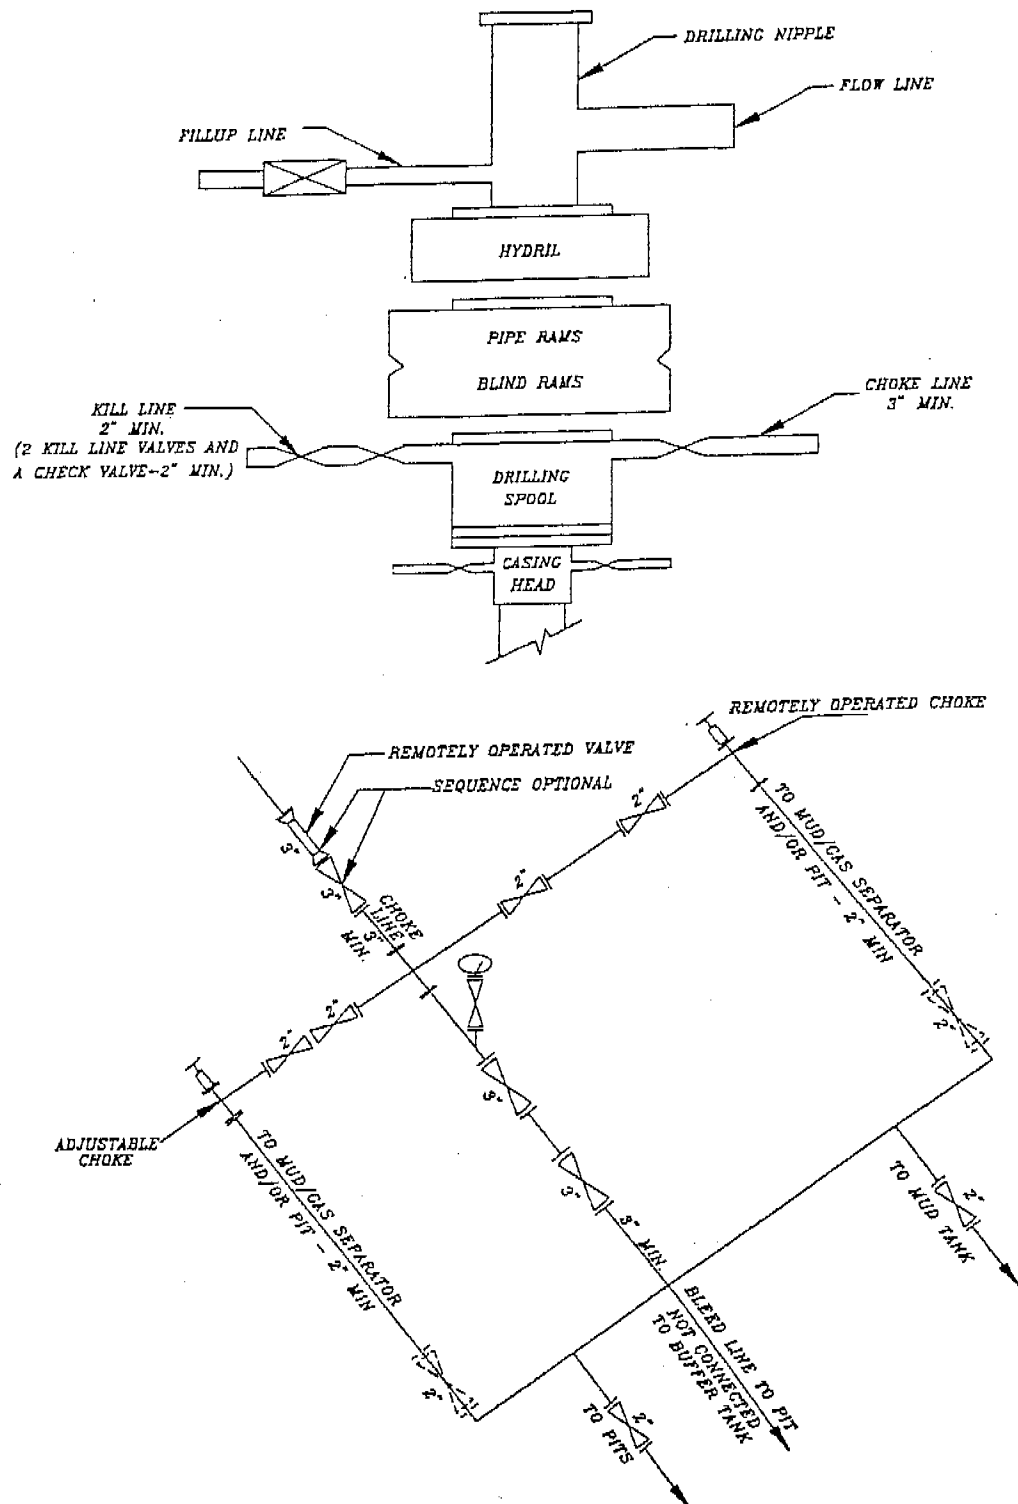 DRILLING NIPPLE
FLOW LINE
FILLUP LINE
HYDRIL
PIPE RAMS
BLIND RAMS
CHOKE LINE
3" MIN.
KILL LINE
2" MIN.
(2 KILL LINE VALVES AND
A CHECK VALVE-2" MIN.)
DRILLING
SPOOL
CASING
HEAD
REMOTELY OPERATED CHOKE
REMOTELY OPERATED VALVE
SEQUENCE OPTIONAL
3"
3"
CHOKE
LINE
3"
MIN.
2"
2"
TO MUD/GAS SEPARATOR
AND/OR PIT - 2" MIN
2"
2"
2"
ADJUSTABLE
CHOKE
TO MUD/GAS SEPARATOR
AND/OR PIT - 2" MIN
2"
3"
3"
3" MIN.
BLEED LINE TO PIT
NOT CONNECTED
TO BUFFER TANK
2"
TO MUD TANK
2"
TO PITS